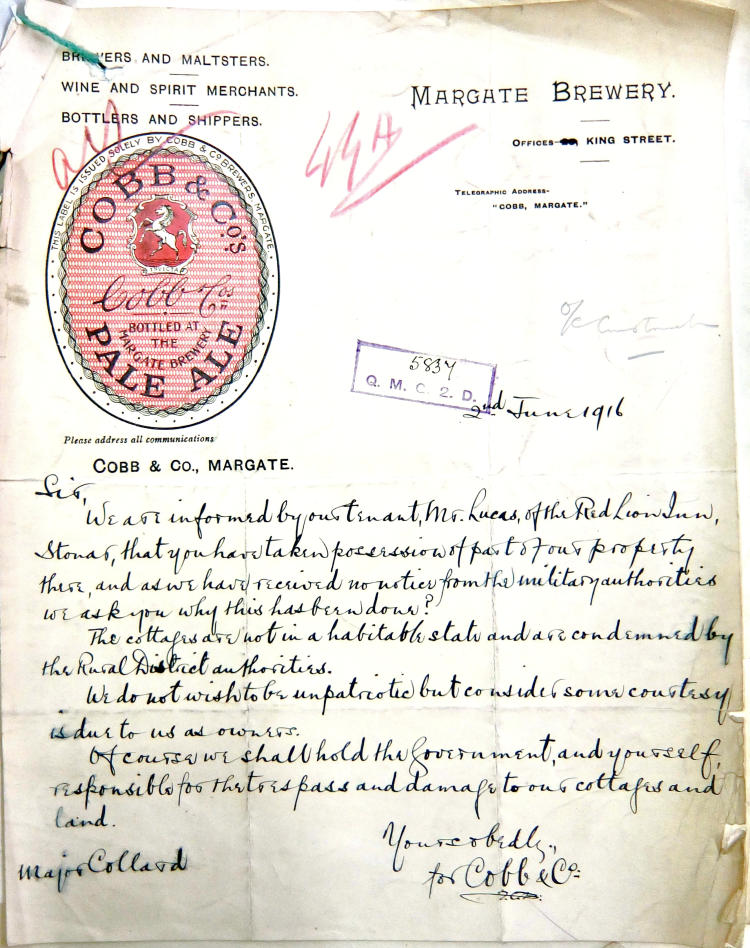 BREWERS AND MALTSTERS.
WINE AND SPIRIT MERCHANTS.
BOTTLERS AND SHIPPERS.
MARGATE BREWERY.
OFFICES- KING STREET.
TELEGRAPHIC ADDRESS-
"COBB, MARGATE."
THIS LABEL IS ISSUED SOLELY BY COBB & CO BREWERS, MARGATE.
COBB & Co's
INVICTA
Cobb & Co's
BOTTLED AT
THE
MARGATE BREWERY
PALE ALE
5837
Q. M. C. 2. D.
2nd June 1916
Please address all communications
COBB & CO., MARGATE.
Sir,
We are informed by our tenant, Mr. Lucas, of the Red Lion Inn,
Stonar, that you have taken possession of part of our property
there, and as we have received no notice from the military authorities
we ask you why this has been done?
The cottages are not in a habitable state and are condemned by
the Rural District authorities.
We do not wish to be unpatriotic but consider some courtesy
is due to us as owners.
Of course we shall hold the Government, and yourself,
responsible for the trespass and damage to our cottages and
land.
Yours obedly.,
for Cobb & Co.
Major Collard